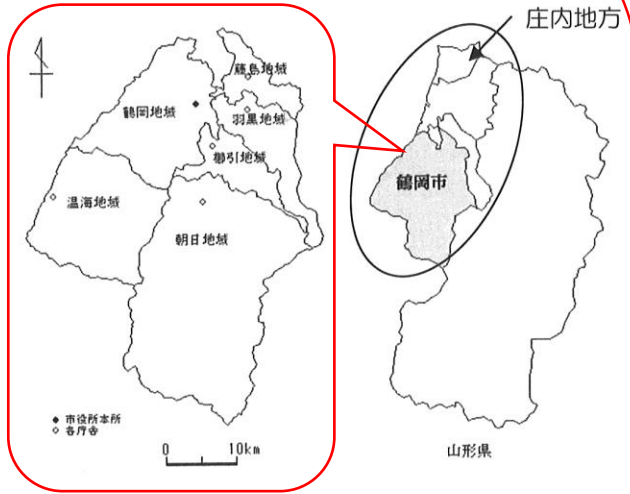 庄内地方
藤島地域
鶴岡地域
羽黒地域
櫛引地域
温海地域
朝日地域
市役所本所
各庁舎
0 10km
鶴岡市
山形県